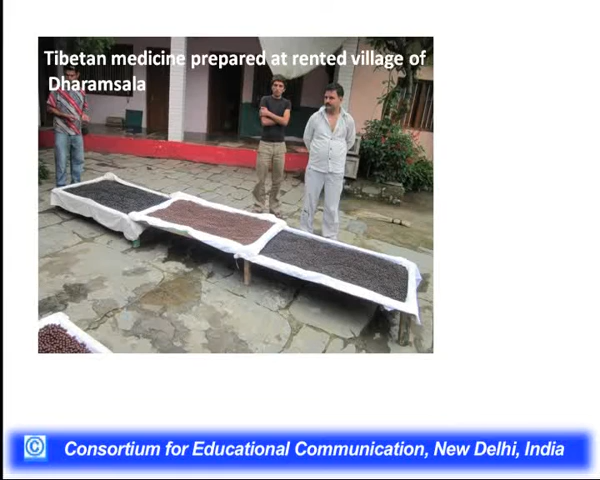 Tibetan medicine prepared at rented village of
Dharamsala
© Consortium for Educational Communication, New Delhi, India